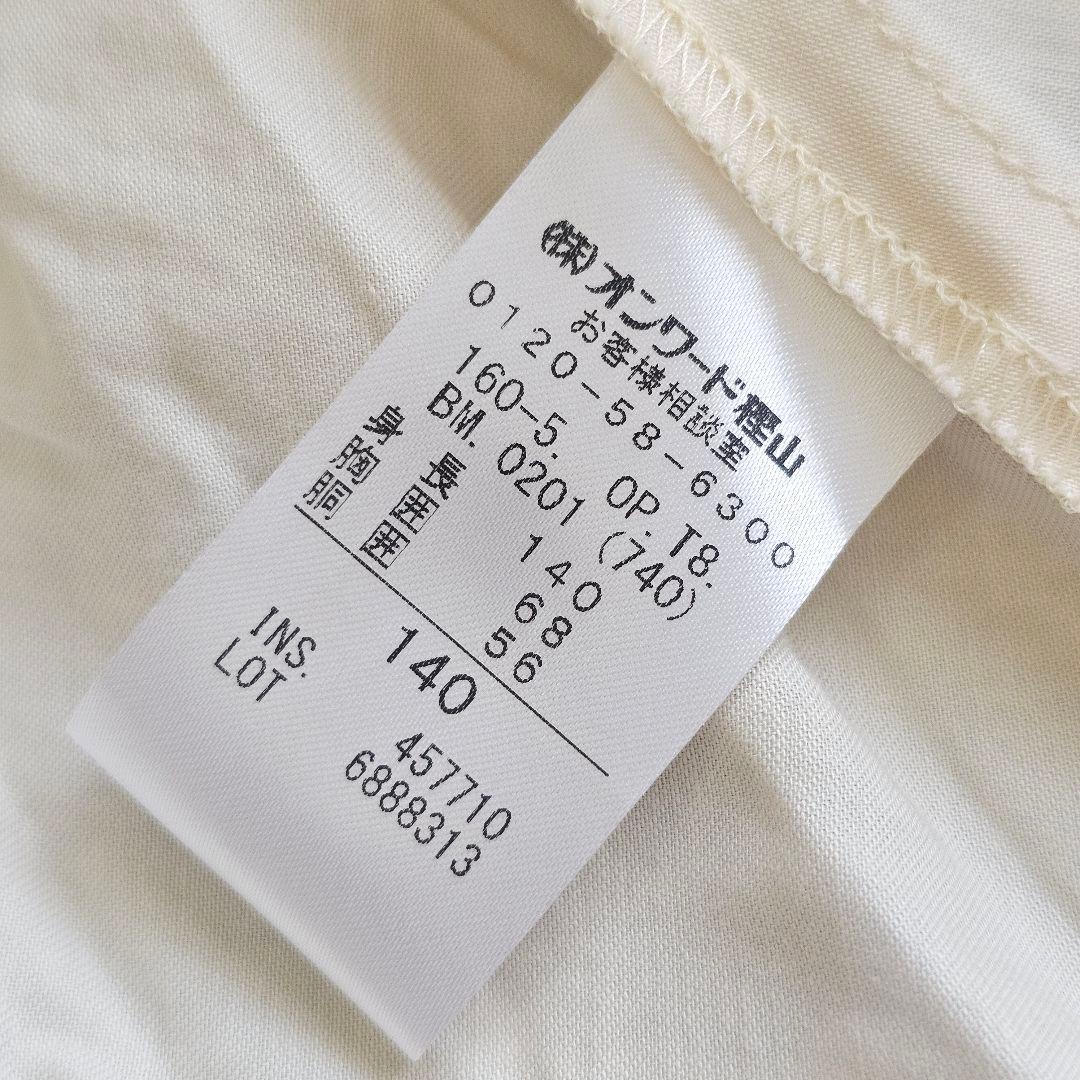 ㈱オンワード樫山
お客様相談室
0120-58-6300
160-5. OP. T8.
BM. 0201 (740)
身長 140
胸囲 68
胴囲 56
140
INS. 457710
LOT 6888313